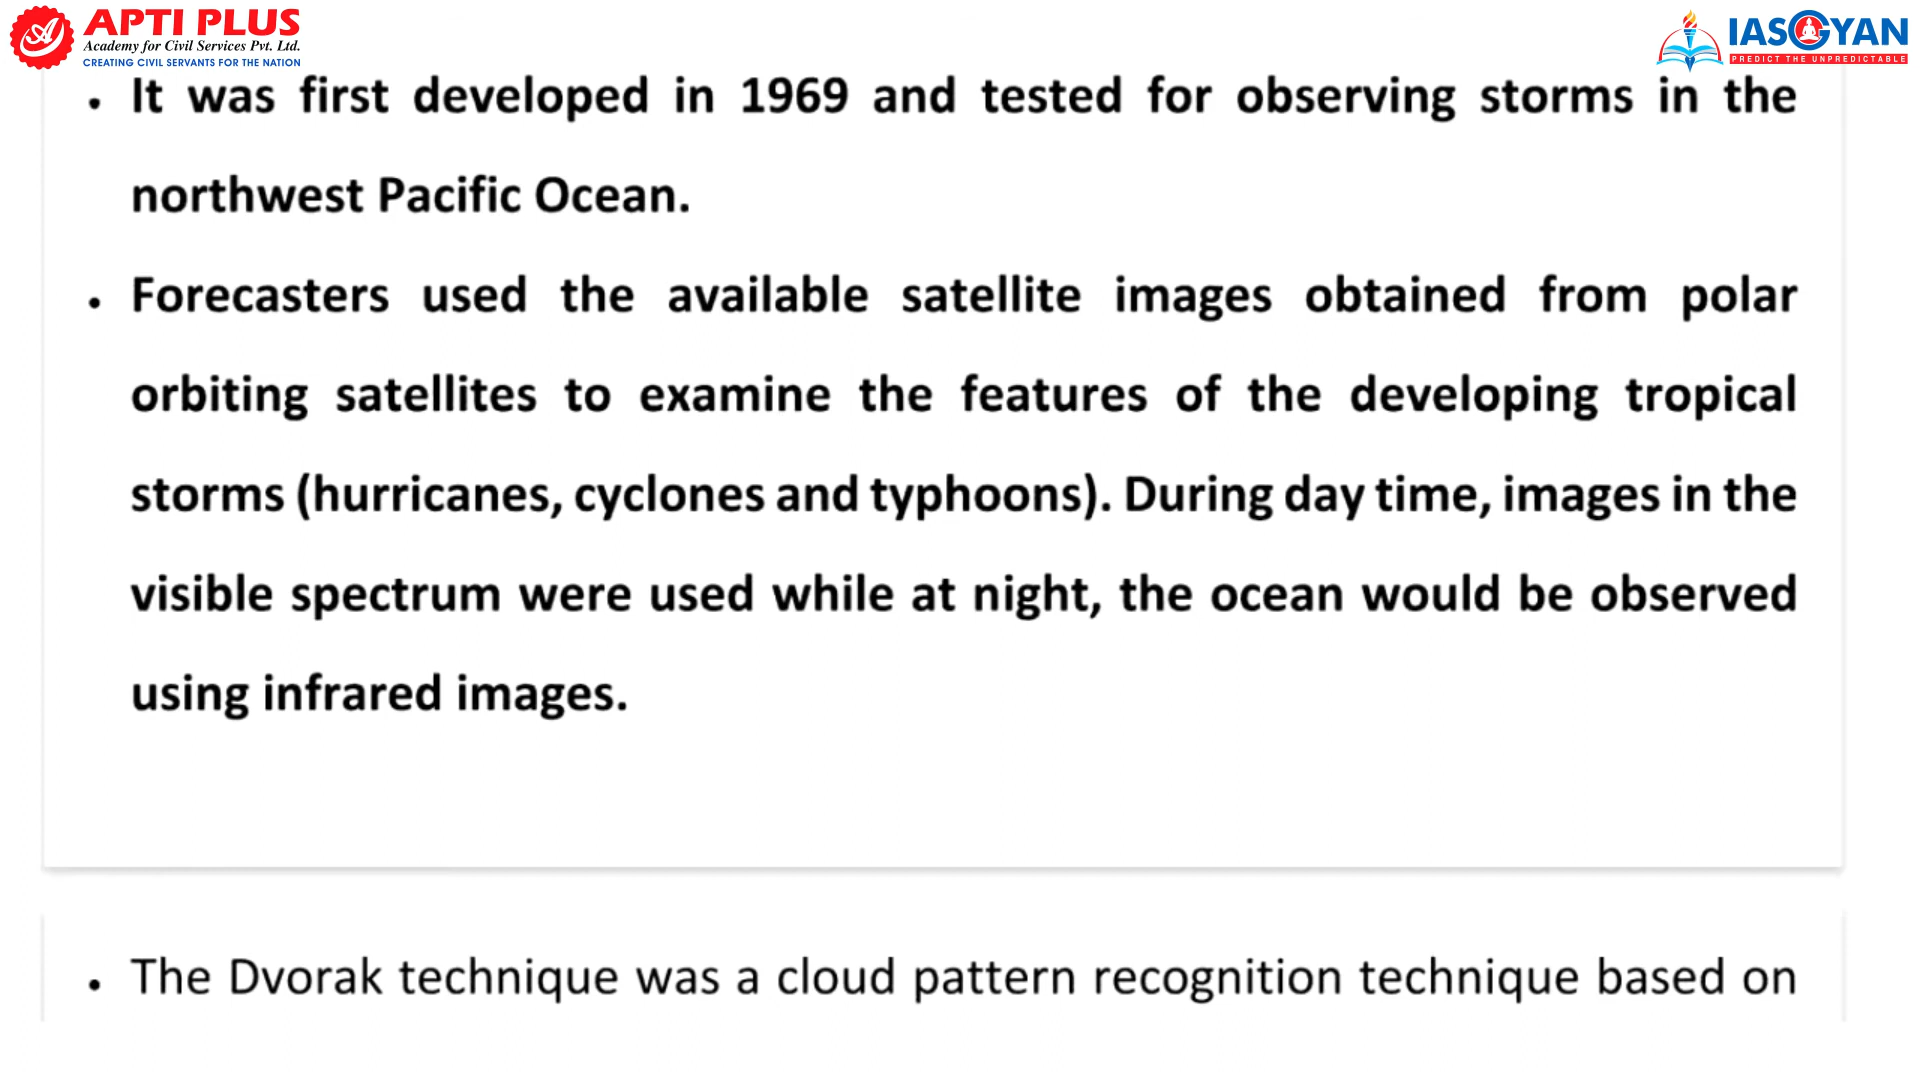 APTI PLUS
Academy for Civil Services Pvt. Ltd.
CREATING CIVIL SERVANTS FOR THE NATION
IASGYAN
PREDICT THE UNPREDICTABLE
• It was first developed in 1969 and tested for observing storms in the
northwest Pacific Ocean.
• Forecasters used the available satellite images obtained from polar
orbiting satellites to examine the features of the developing tropical
storms (hurricanes, cyclones and typhoons). During day time, images in the
visible spectrum were used while at night, the ocean would be observed
using infrared images.
• The Dvorak technique was a cloud pattern recognition technique based on